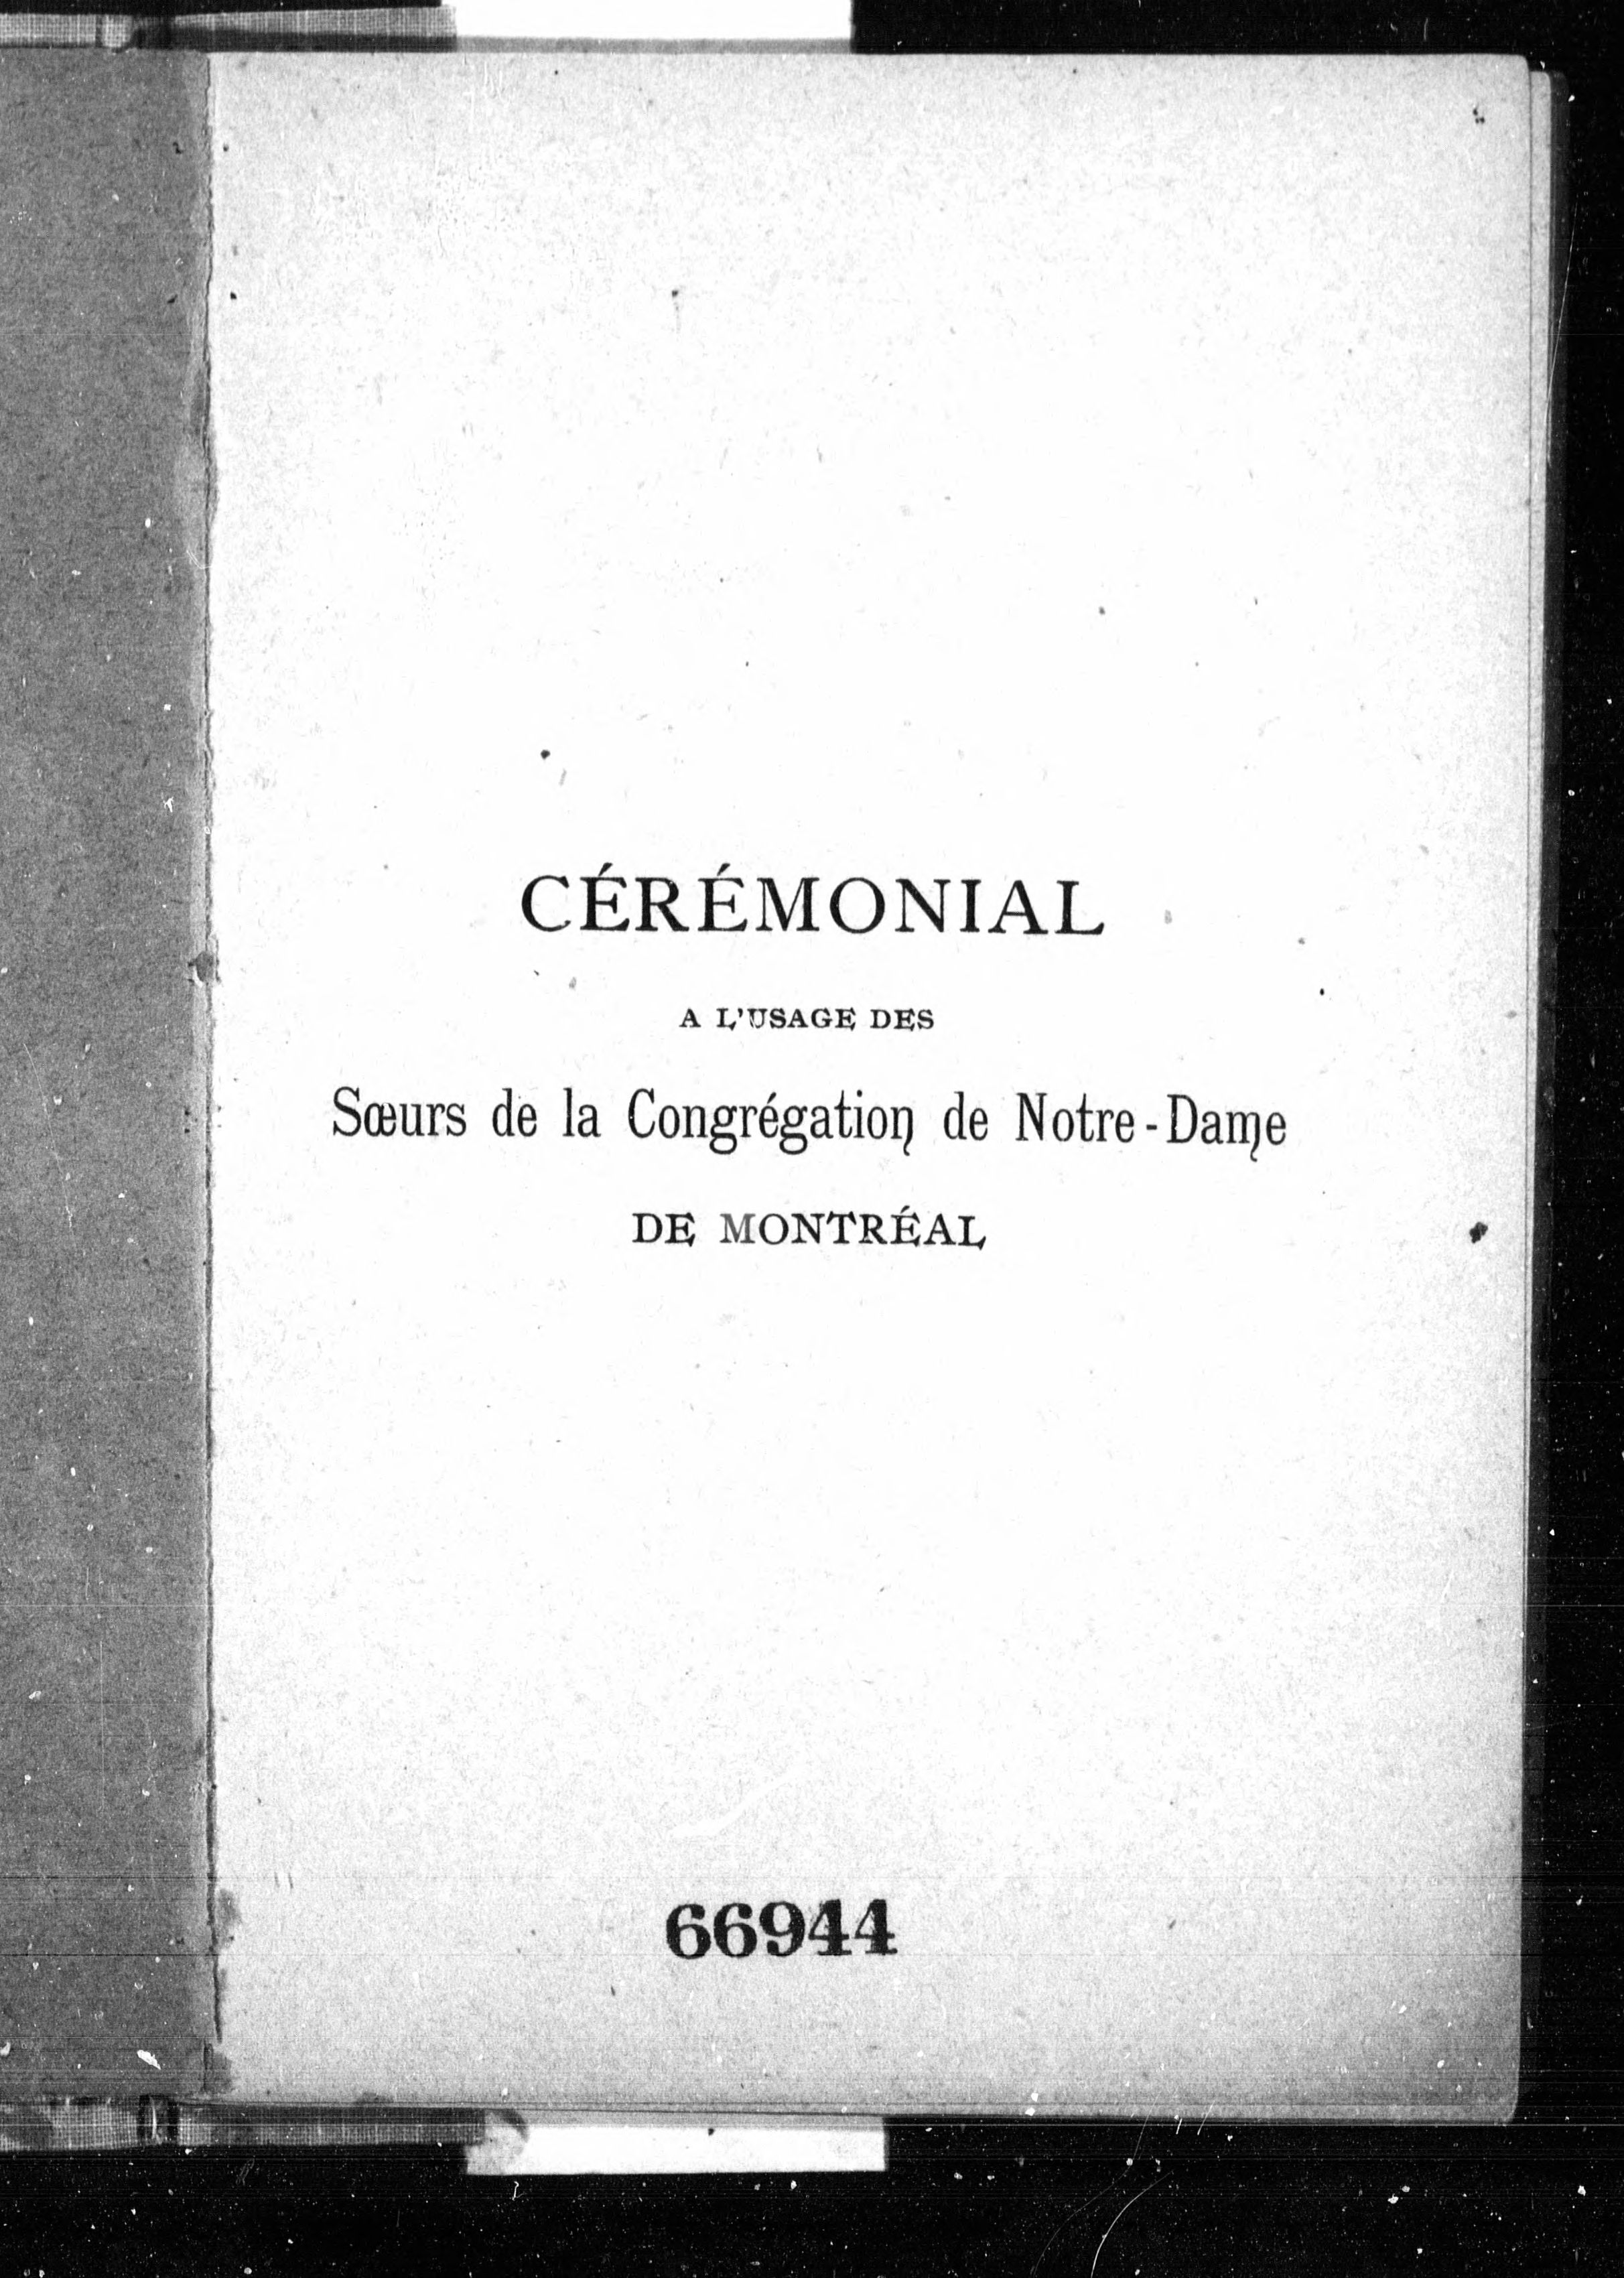 CÉRÉMONIAL
A L'USAGE DES
Sœurs de la Congrégation de Notre-Dame
DE MONTRÉAL
66944